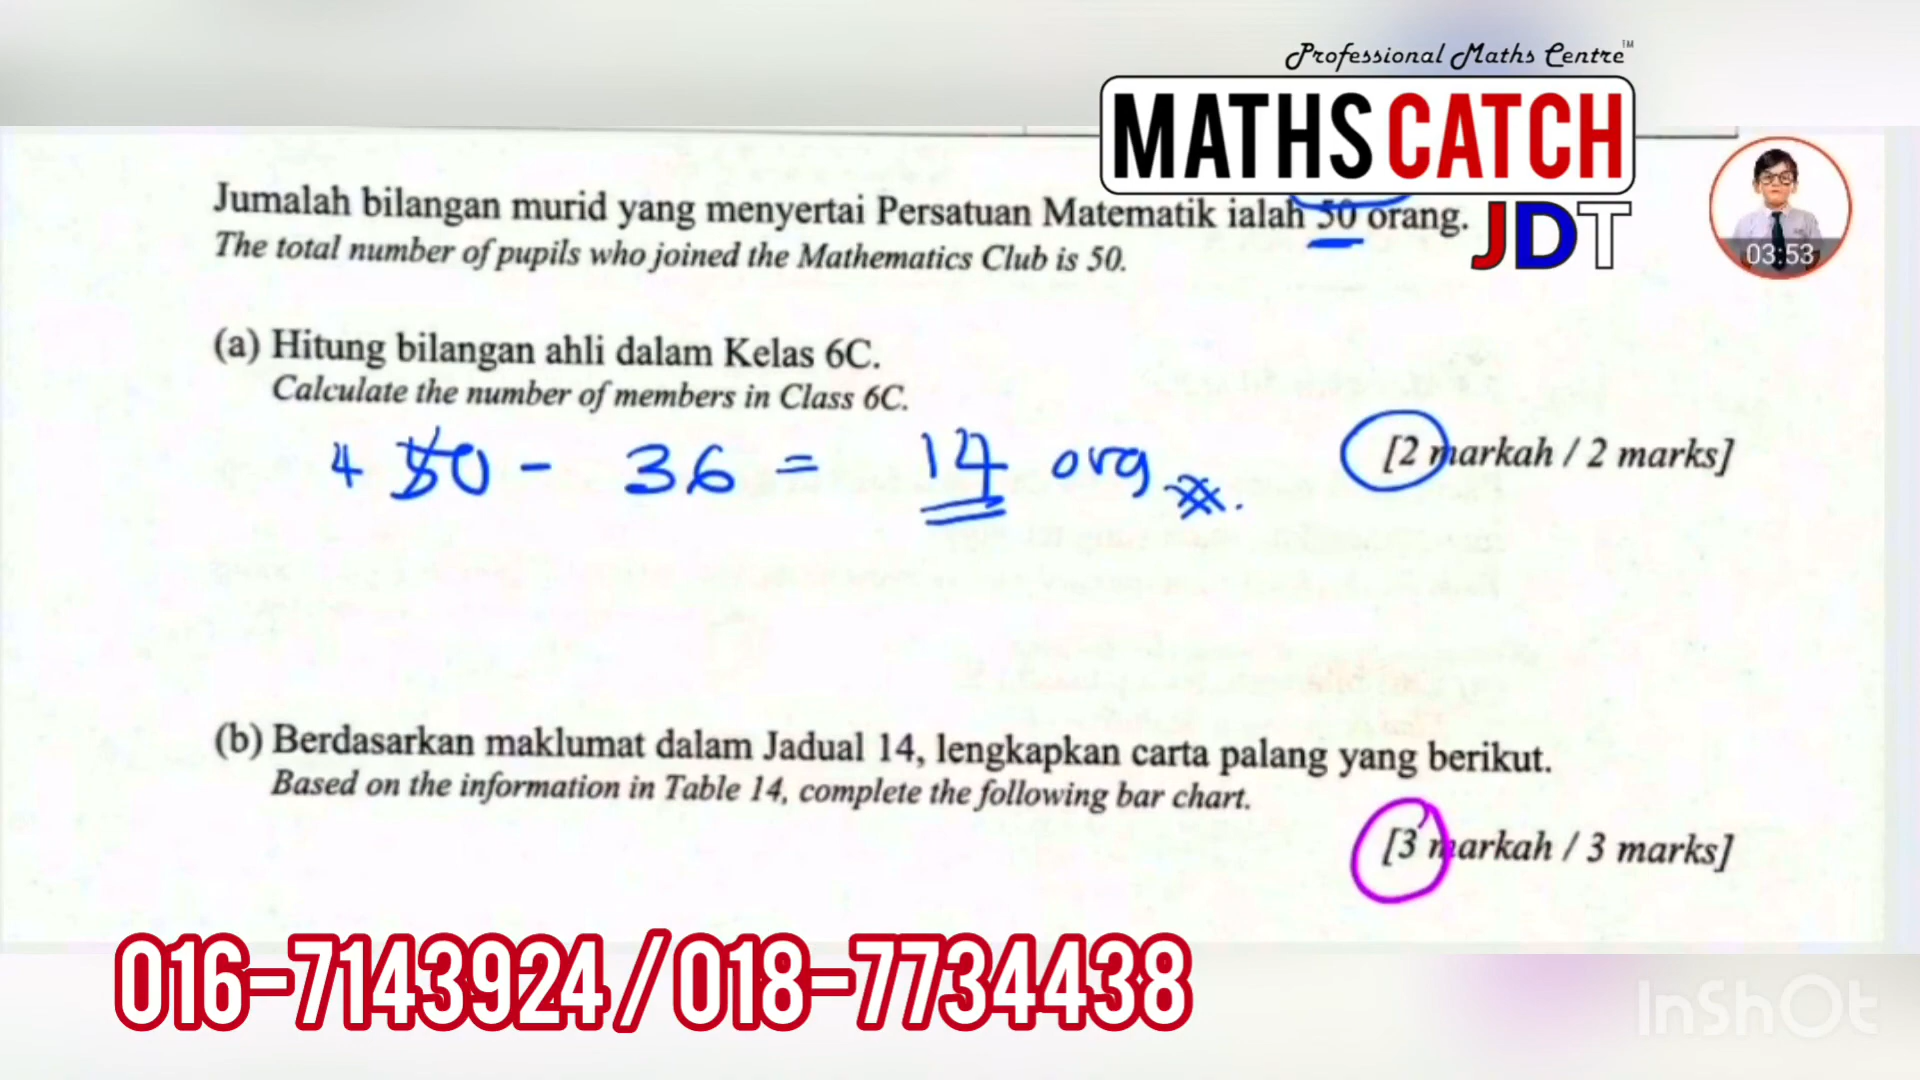 Professional Maths Centre™
MATHS CATCH
JDT
03:53
Jumalah bilangan murid yang menyertai Persatuan Matematik ialah 50 orang.
The total number of pupils who joined the Mathematics Club is 50.
(a) Hitung bilangan ahli dalam Kelas 6C.
Calculate the number of members in Class 6C.
4 50 - 36 = 14 org
[2 markah / 2 marks]
(b) Berdasarkan maklumat dalam Jadual 14, lengkapkan carta palang yang berikut.
Based on the information in Table 14, complete the following bar chart.
[3 markah / 3 marks]
016-7143924/018-7734438
InShOt